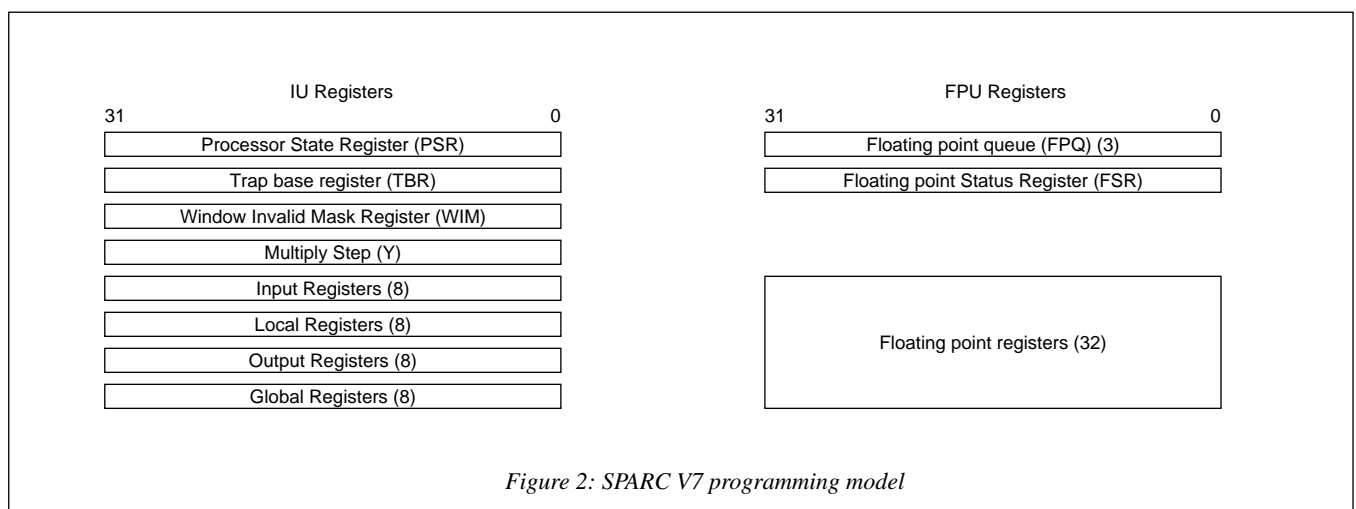 IU Registers
31 0
Processor State Register (PSR)
Trap base register (TBR)
Window Invalid Mask Register (WIM)
Multiply Step (Y)
Input Registers (8)
Local Registers (8)
Output Registers (8)
Global Registers (8)
FPU Registers
31 0
Floating point queue (FPQ) (3)
Floating point Status Register (FSR)
Floating point registers (32)
Figure 2: SPARC V7 programming model